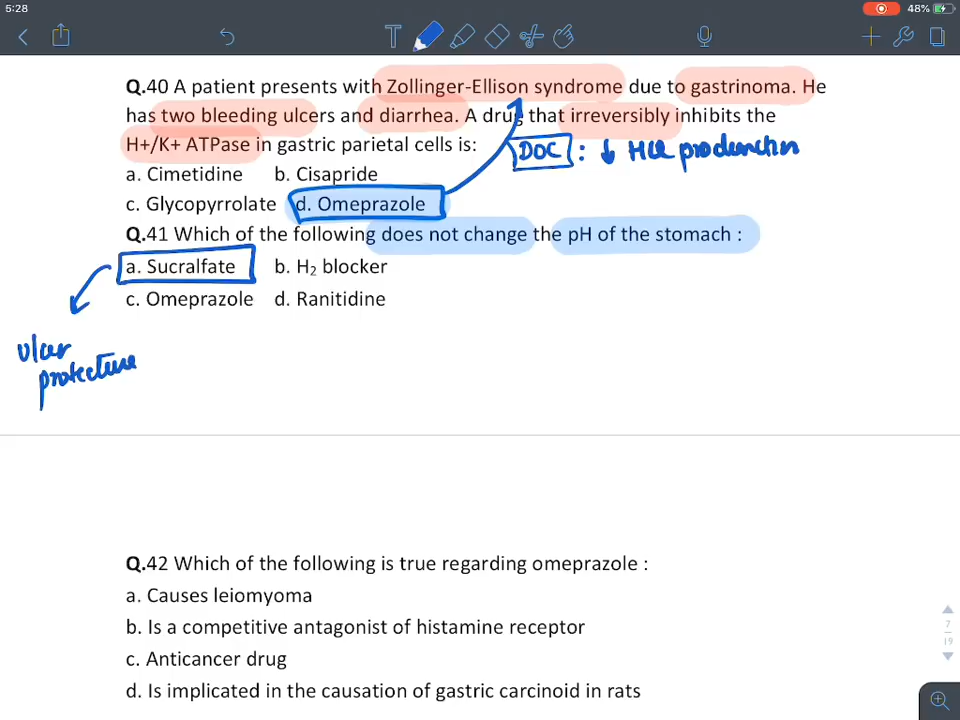 5:28
48%
T
Q.40 A patient presents with Zollinger-Ellison syndrome due to gastrinoma. He
has two bleeding ulcers and diarrhea. A drug that irreversibly inhibits the
H+/K+ ATPase in gastric parietal cells is:
DOC : ↓ HCl production
a. Cimetidine b. Cisapride
c. Glycopyrrolate d. Omeprazole
Q.41 Which of the following does not change the pH of the stomach :
a. Sucralfate b. H₂ blocker
c. Omeprazole d. Ranitidine
Ulcer
protective
Q.42 Which of the following is true regarding omeprazole :
a. Causes leiomyoma
b. Is a competitive antagonist of histamine receptor
c. Anticancer drug
d. Is implicated in the causation of gastric carcinoid in rats
7
19